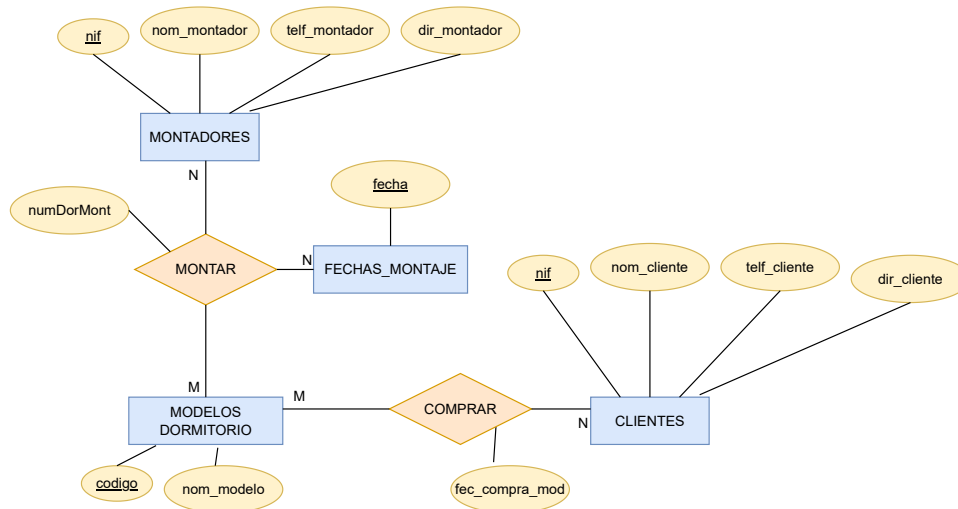 nif
nom_montador
telf_montador
dir_montador
MONTADORES
N
fecha
numDorMont
MONTAR
N
FECHAS_MONTAJE
nif
nom_cliente
telf_cliente
dir_cliente
M
M
MODELOS
DORMITORIO
COMPRAR
N
CLIENTES
codigo
nom_modelo
fec_compra_mod